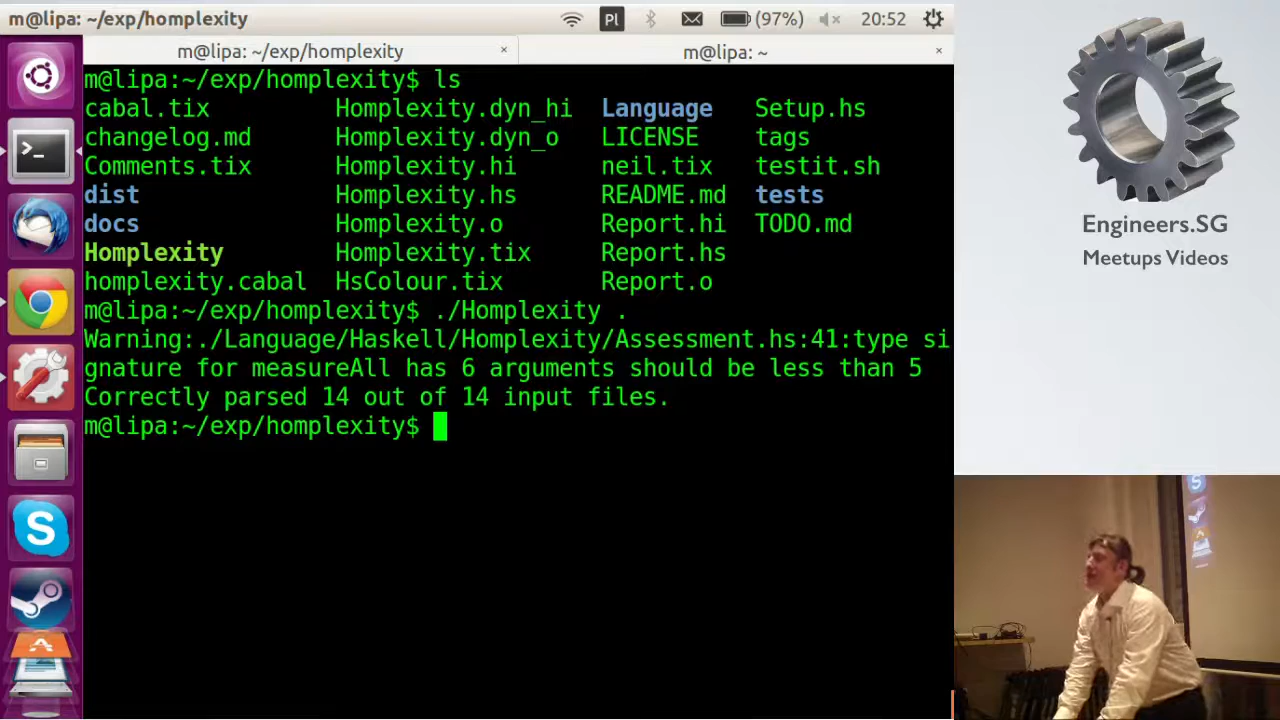 m@lipa: ~/exp/homplexity Pl (97%) 20:52
m@lipa: ~/exp/homplexity × m@lipa: ~ ×
m@lipa:~/exp/homplexity$ ls
cabal.tix Homplexity.dyn_hi Language Setup.hs
changelog.md Homplexity.dyn_o LICENSE tags
Comments.tix Homplexity.hi neil.tix testit.sh
dist Homplexity.hs README.md tests
docs Homplexity.o Report.hi TODO.md
Homplexity Homplexity.tix Report.hs
homplexity.cabal HsColour.tix Report.o
m@lipa:~/exp/homplexity$ ./Homplexity .
Warning:./Language/Haskell/Homplexity/Assessment.hs:41:type si
gnature for measureAll has 6 arguments should be less than 5
Correctly parsed 14 out of 14 input files.
m@lipa:~/exp/homplexity$
Engineers.SG
Meetups Videos